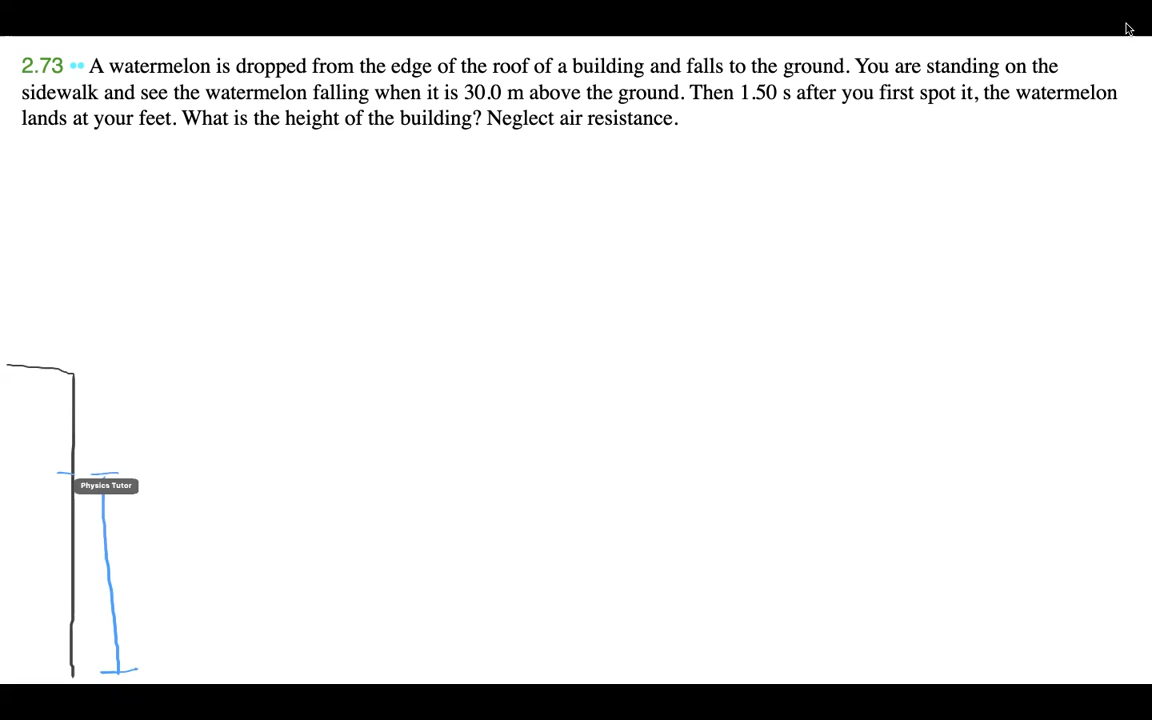 2.73 •• A watermelon is dropped from the edge of the roof of a building and falls to the ground. You are standing on the
sidewalk and see the watermelon falling when it is 30.0 m above the ground. Then 1.50 s after you first spot it, the watermelon
lands at your feet. What is the height of the building? Neglect air resistance.
Physics Tutor